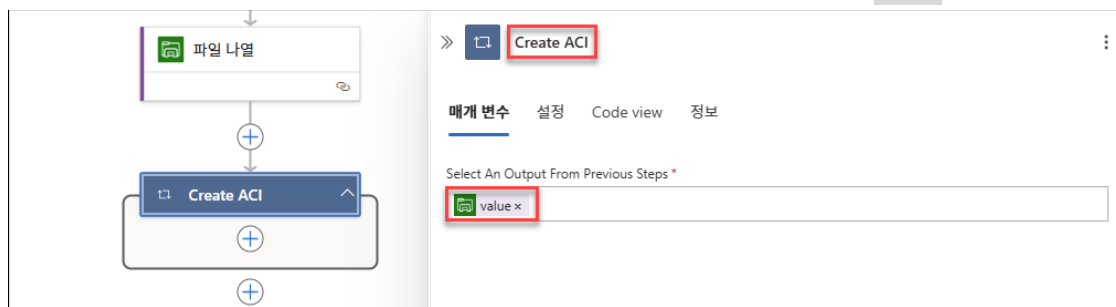 파일 나열
Create ACI
Create ACI
매개 변수 설정 Code view 정보
Select An Output From Previous Steps *
value ×